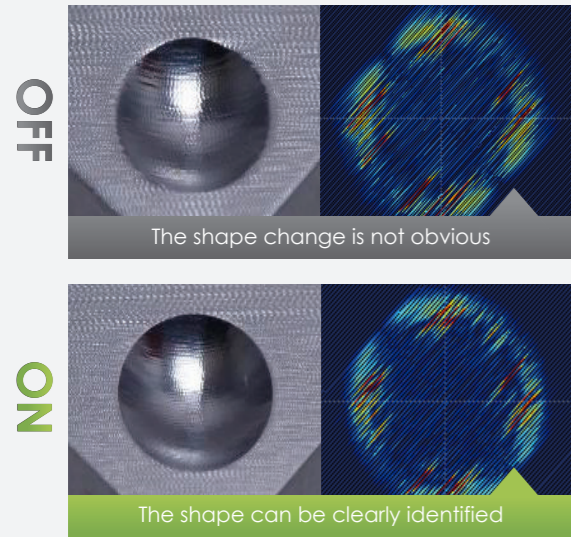 OFF
The shape change is not obvious
ON
The shape can be clearly identified